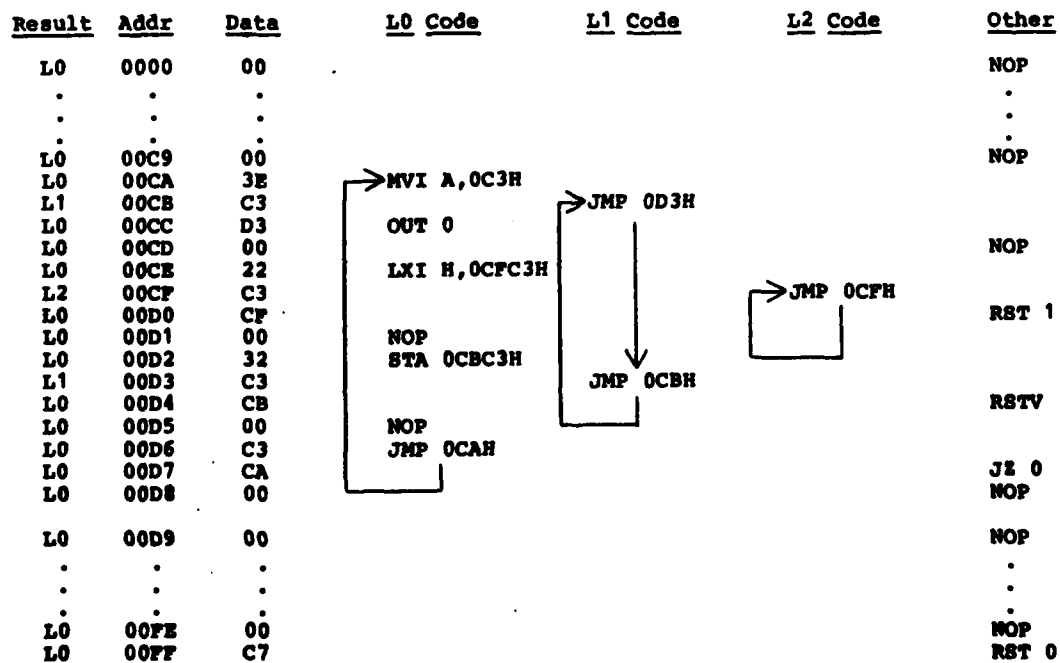 Result Addr Data L0 Code L1 Code L2 Code Other
L0 0000 00 NOP
. . . .
. . . .
. . . .
L0 00C9 00 NOP
L0 00CA 3E MVI A,0C3H
L1 00CB C3 JMP 0D3H
L0 00CC D3 OUT 0
L0 00CD 00 NOP
L0 00CE 22 LXI H,0CFC3H
L2 00CF C3 JMP 0CFH
L0 00D0 CF RST 1
L0 00D1 00 NOP
L0 00D2 32 STA 0CBC3H
L1 00D3 C3 JMP 0CBH
L0 00D4 CB RSTV
L0 00D5 00 NOP
L0 00D6 C3 JMP 0CAH
L0 00D7 CA JZ 0
L0 00D8 00 NOP
L0 00D9 00 NOP
. . . .
. . . .
. . . .
L0 00FE 00 NOP
L0 00FF C7 RST 0